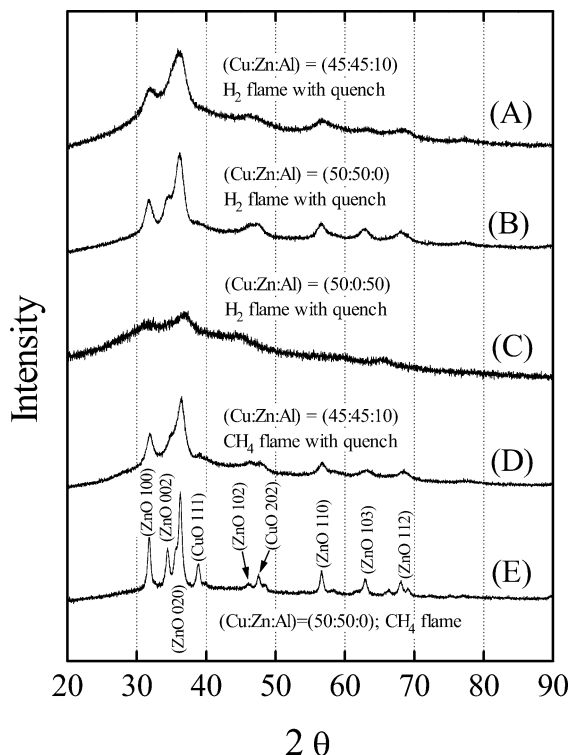 (Cu:Zn:Al) = (45:45:10)
H2 flame with quench
(A)
(Cu:Zn:Al) = (50:50:0)
H2 flame with quench
(B)
(Cu:Zn:Al) = (50:0:50)
H2 flame with quench
(C)
(Cu:Zn:Al) = (45:45:10)
CH4 flame with quench
(D)
(ZnO 100)
(ZnO 002)
(ZnO 020)
(CuO 111)
(ZnO 102)
(CuO 202)
(ZnO 110)
(ZnO 103)
(ZnO 112)
(E)
(Cu:Zn:Al)=(50:50:0); CH4 flame
Intensity
20 30 40 50 60 70 80 90
2 θ